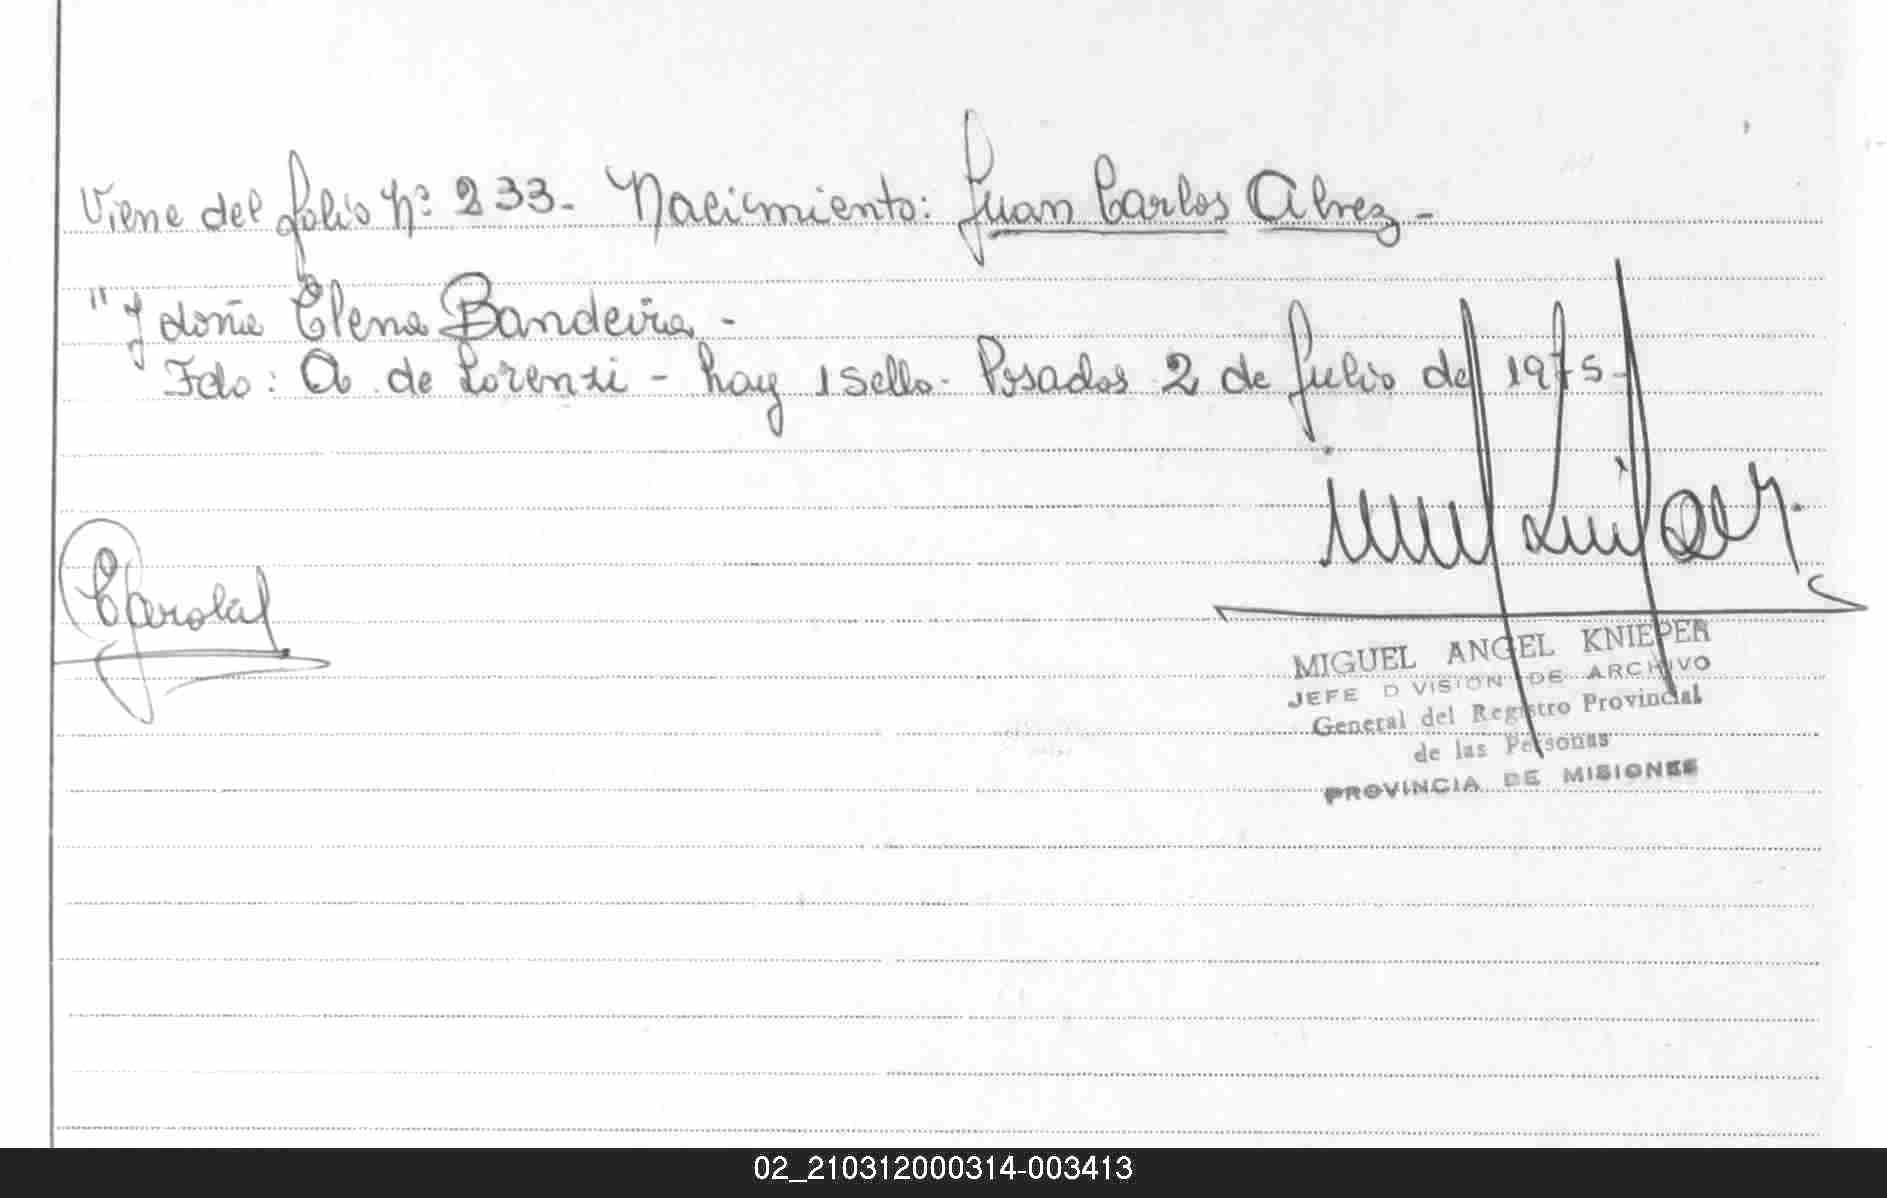 Viene del folio Nº 233.- Nacimiento: Juan Carlos Alvez -
"y doña Elena Bandeira -
Fdo: A. de Lorenzi - hay 1 sello. Posadas 2 de Julio de 1975-
MIGUEL ANGEL KNIEPER
JEFE D VISION DE ARCHIVO
General del Registro Provincial
de las Personas
PROVINCIA DE MISIONES
02_210312000314-003413